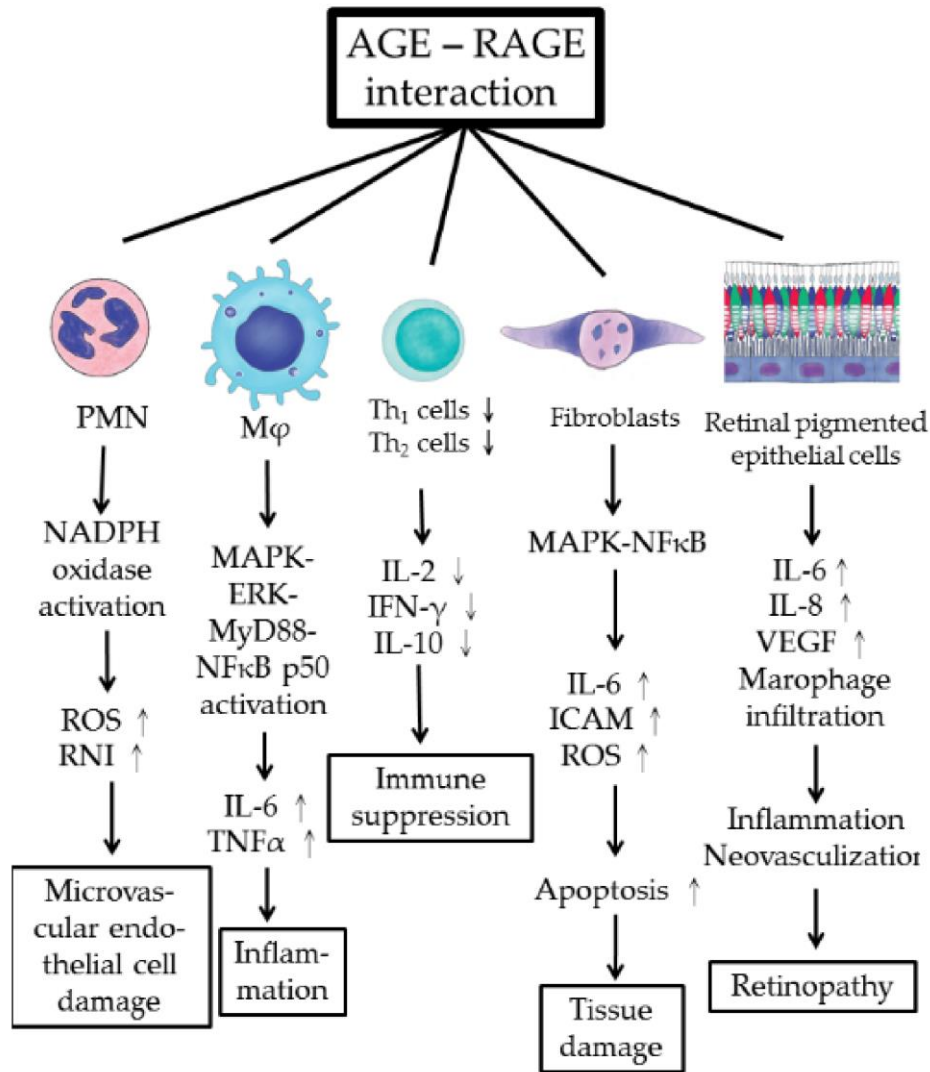 AGE – RAGE
interaction
PMN
NADPH
oxidase
activation
ROS ↑
RNI ↑
Microvas-
cular endo-
thelial cell
damage
Mφ
MAPK-
ERK-
MyD88-
NFκB p50
activation
IL-6 ↑
TNFα ↑
Inflam-
mation
Th₁ cells ↓
Th₂ cells ↓
IL-2 ↓
IFN-γ ↓
IL-10 ↓
Immune
suppression
Fibroblasts
MAPK-NFκB
IL-6 ↑
ICAM ↑
ROS ↑
Apoptosis ↑
Tissue
damage
Retinal pigmented
epithelial cells
IL-6 ↑
IL-8 ↑
VEGF ↑
Marophage
infiltration
Inflammation
Neovasculization
Retinopathy